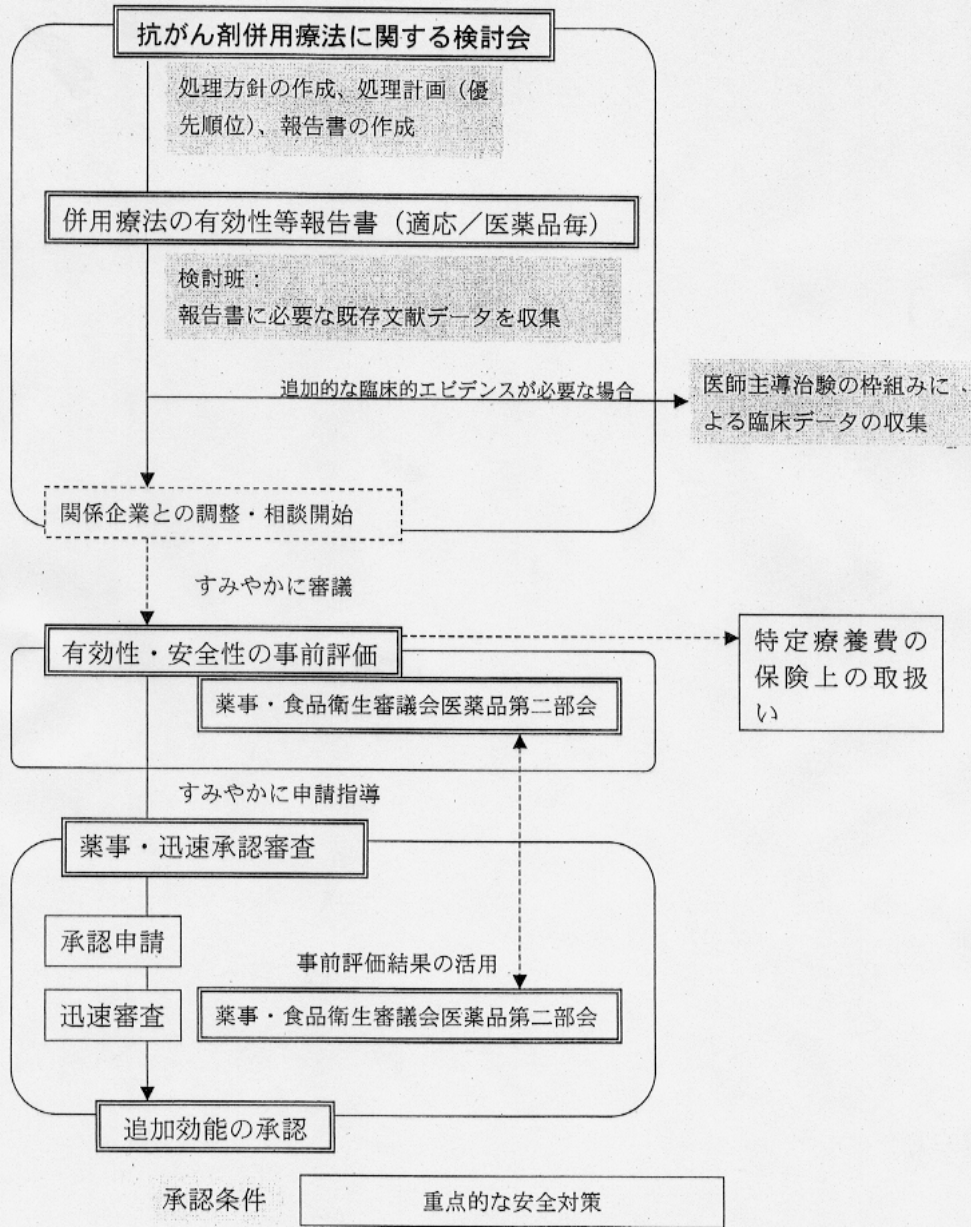 抗がん剤併用療法に関する検討会
処理方針の作成、処理計画（優
先順位）、報告書の作成
併用療法の有効性等報告書（適応／医薬品毎）
検討班：
報告書に必要な既存文献データを収集
追加的な臨床的エビデンスが必要な場合
医師主導治験の枠組みに
よる臨床データの収集
関係企業との調整・相談開始
すみやかに審議
有効性・安全性の事前評価
特定療養費の
保険上の取扱
い
薬事・食品衛生審議会医薬品第二部会
すみやかに申請指導
薬事・迅速承認審査
承認申請
事前評価結果の活用
迅速審査
薬事・食品衛生審議会医薬品第二部会
追加効能の承認
承認条件
重点的な安全対策